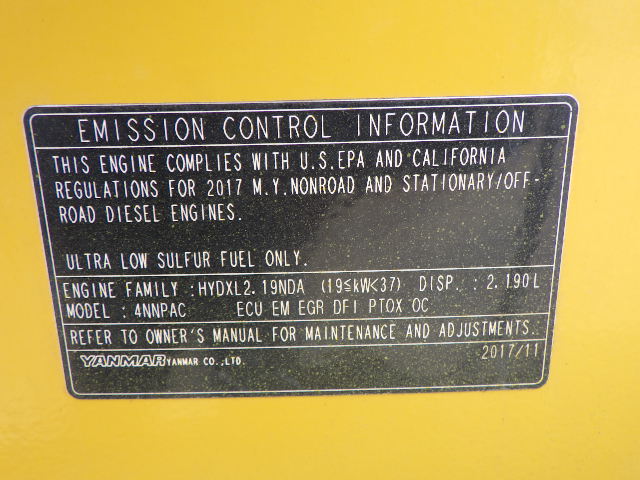 EMISSION CONTROL INFORMATION
THIS ENGINE COMPLIES WITH U.S.EPA AND CALIFORNIA
REGULATIONS FOR 2017 M.Y.NONROAD AND STATIONARY/OFF-
ROAD DIESEL ENGINES.
ULTRA LOW SULFUR FUEL ONLY.
ENGINE FAMILY :HYDXL2.19NDA (19≤kW<37) DISP. : 2.190L
MODEL : 4NNPAC ECU EM EGR DFI PTOX OC
REFER TO OWNER'S MANUAL FOR MAINTENANCE AND ADJUSTMENTS.
YANMAR YANMAR CO.,LTD. 2017/11